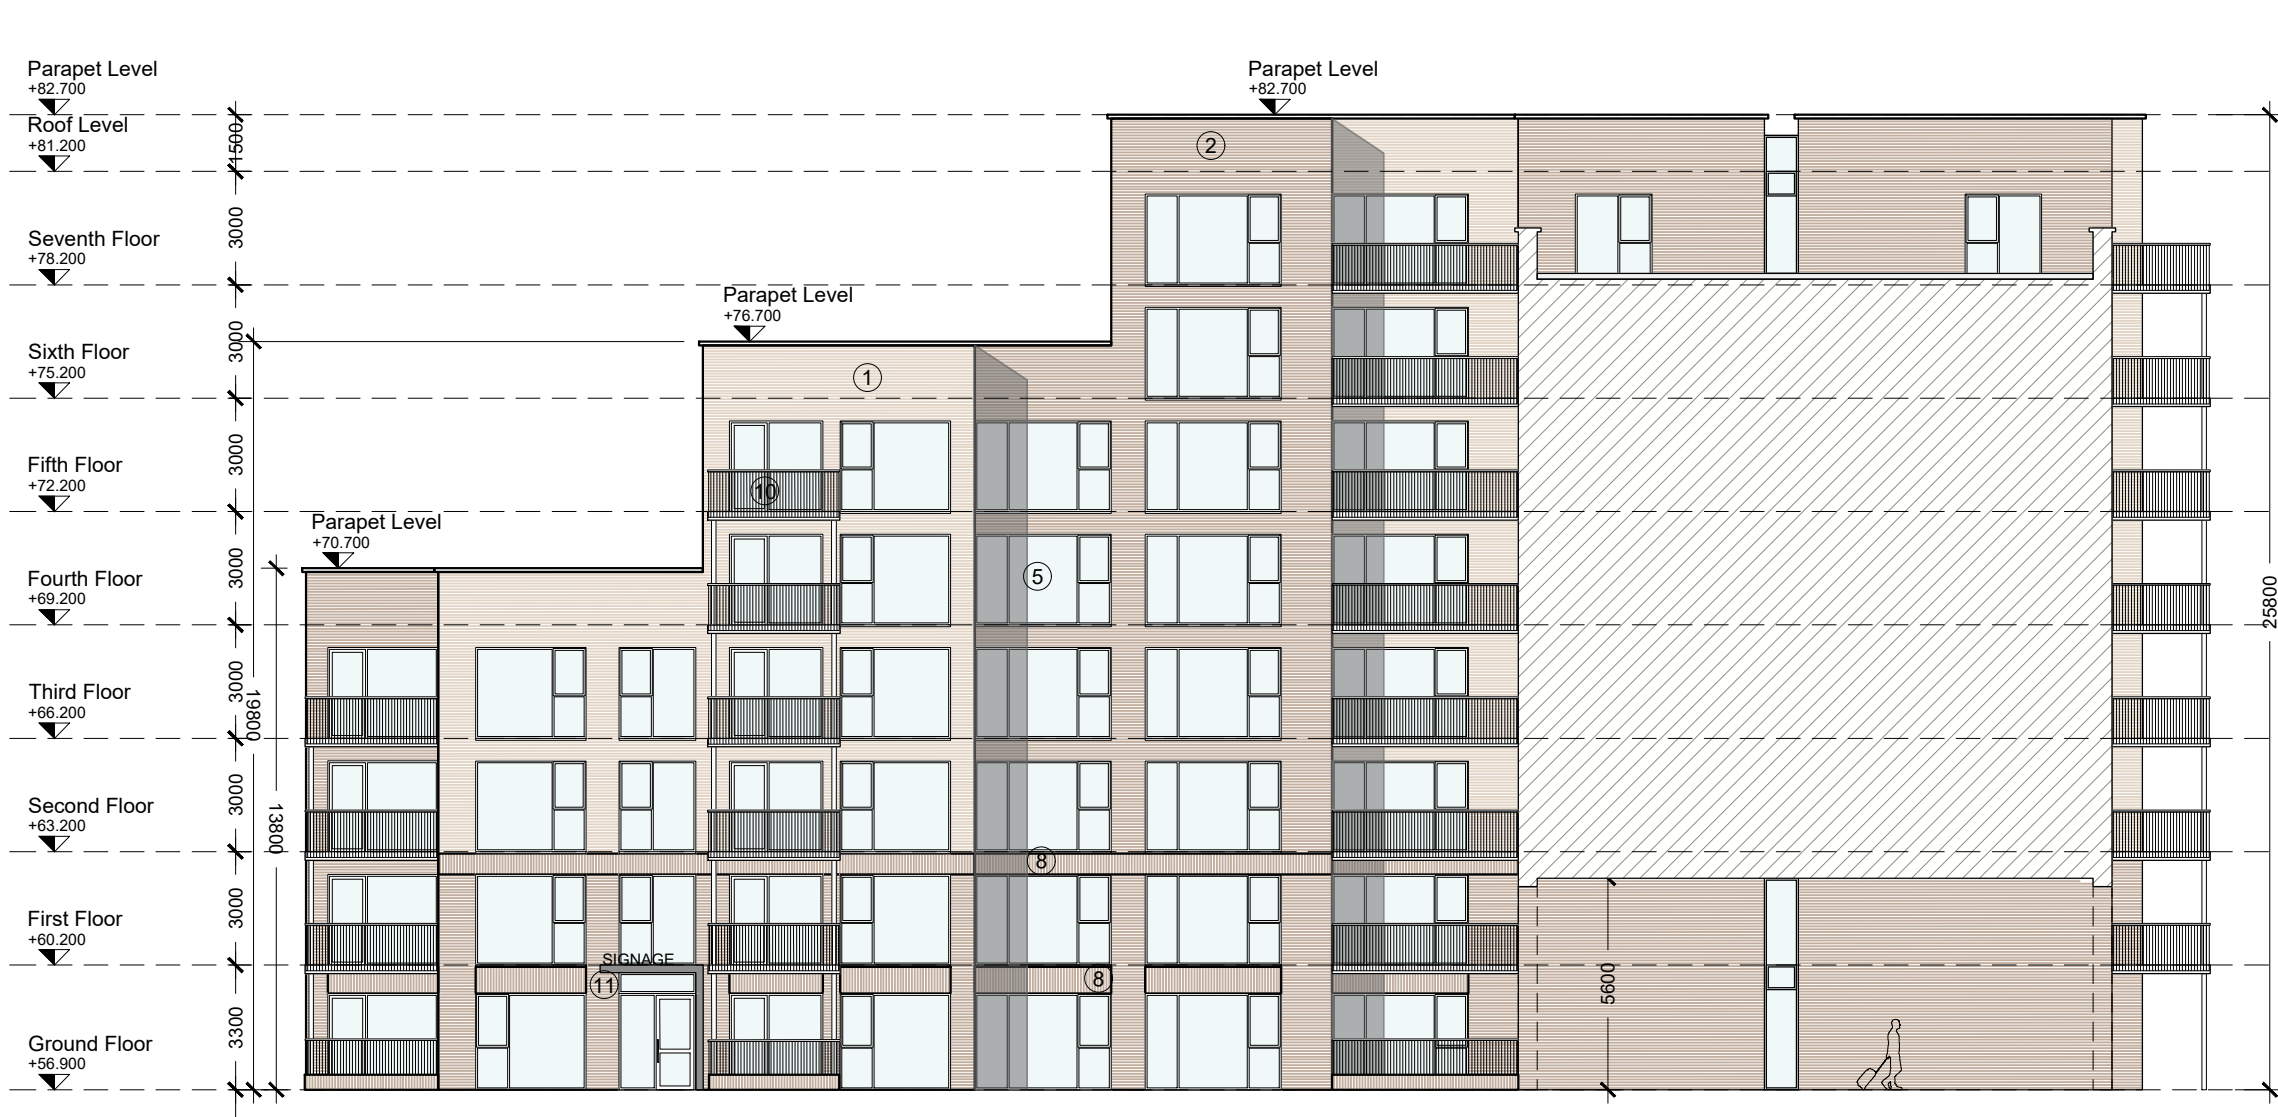 Parapet Level
+82.700
Parapet Level
+82.700
Roof Level
+81.200
1500
2
3000
Seventh Floor
+78.200
Parapet Level
+76.700
3000
Sixth Floor
+75.200
1
3000
Fifth Floor
+72.200
10
Parapet Level
+70.700
3000
Fourth Floor
+69.200
5
25800
3000
Third Floor
+66.200
19800
3000
Second Floor
+63.200
13800
8
3000
First Floor
+60.200
SIGNAGE
11
8
5600
3300
Ground Floor
+56.900